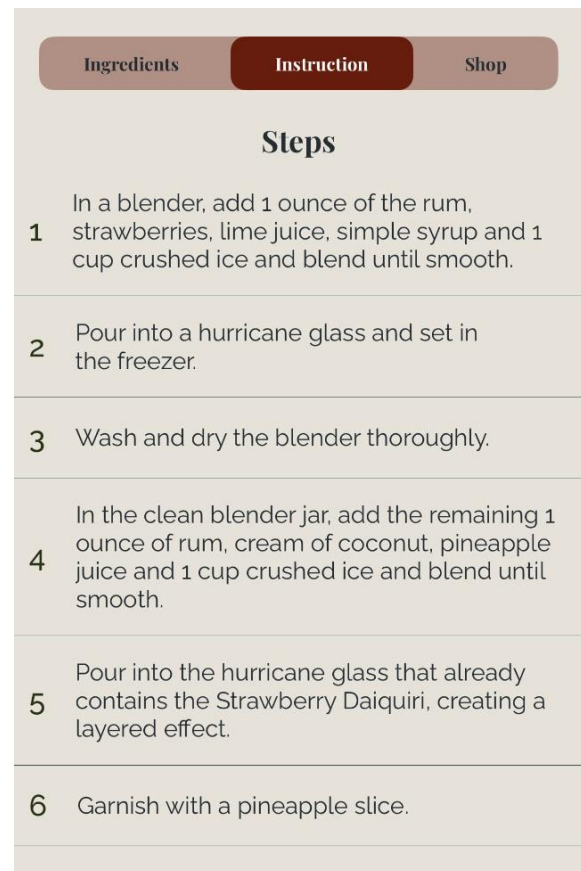 Ingredients Instruction Shop
Steps
In a blender, add 1 ounce of the rum,
1 strawberries, lime juice, simple syrup and 1
cup crushed ice and blend until smooth.
2 Pour into a hurricane glass and set in
the freezer.
3 Wash and dry the blender thoroughly.
In the clean blender jar, add the remaining 1
ounce of rum, cream of coconut, pineapple
4 juice and 1 cup crushed ice and blend until
smooth.
Pour into the hurricane glass that already
5 contains the Strawberry Daiquiri, creating a
layered effect.
6 Garnish with a pineapple slice.